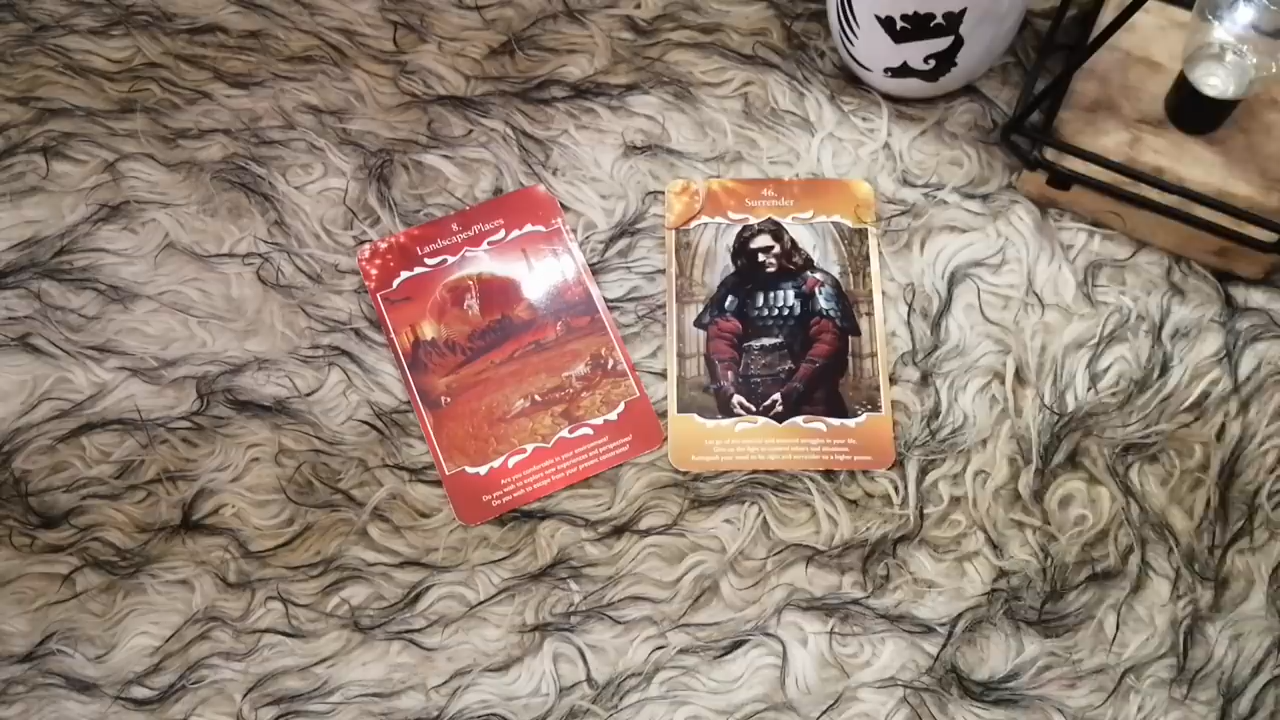 8.
Landscapes/Places
Are you comfortable in your environment?
Do you wish to explore new experiences and perspectives?
Do you wish to escape from your present constraints?
46.
Surrender
Let go of the mental and internal struggles in your life.
Give up the fight to control others and situations.
Relinquish your need to be right and surrender to a higher power.